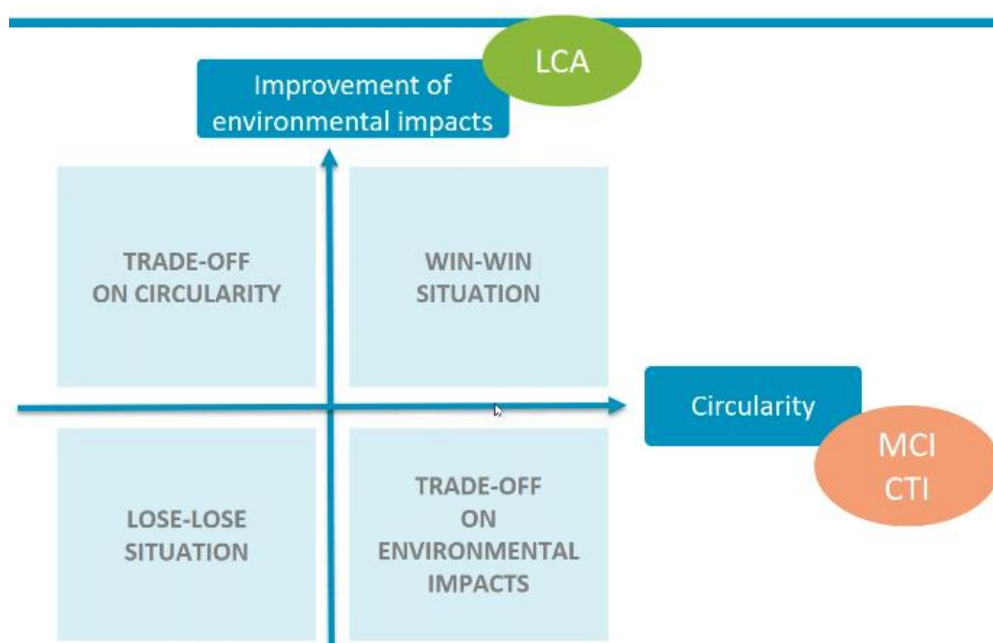 LCA
Improvement of
environmental impacts
TRADE-OFF
ON CIRCULARITY
WIN-WIN
SITUATION
Circularity
MCI
CTI
LOSE-LOSE
SITUATION
TRADE-OFF
ON
ENVIRONMENTAL
IMPACTS